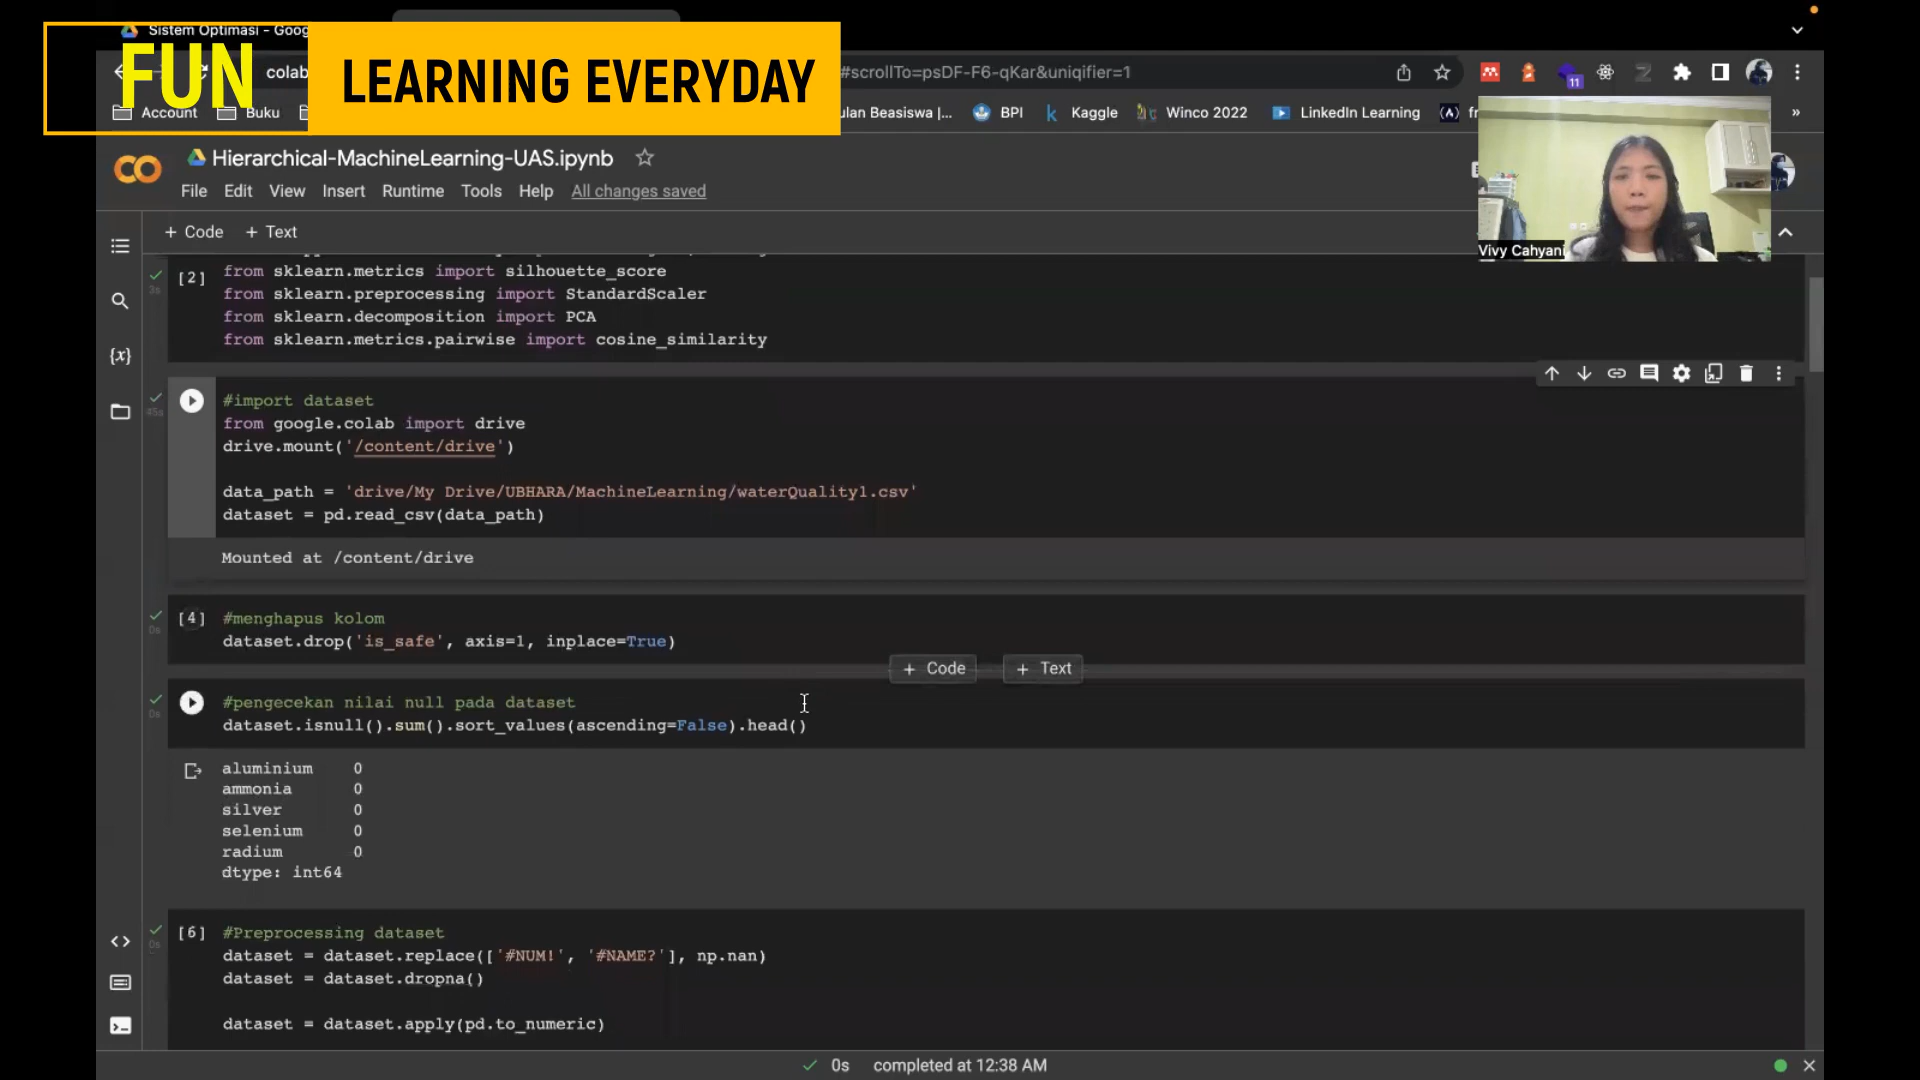 Sistem Optimasi - Goog
FUN
LEARNING EVERYDAY
colab
#scrollTo=psDF-F6-qKar&uniqifier=1
11
Account
Buku
ulan Beasiswa |...
BPI
Kaggle
Winco 2022
LinkedIn Learning
fr
»
Hierarchical-MachineLearning-UAS.ipynb
File Edit View Insert Runtime Tools Help All changes saved
Vivy Cahyani
+ Code + Text
[2]
3s
from sklearn.metrics import silhouette_score
from sklearn.preprocessing import StandardScaler
from sklearn.decomposition import PCA
from sklearn.metrics.pairwise import cosine_similarity
{x}
45s
#import dataset
from google.colab import drive
drive.mount('/content/drive')
data_path = 'drive/My Drive/UBHARA/MachineLearning/waterQuality1.csv'
dataset = pd.read_csv(data_path)
Mounted at /content/drive
0s
[4]
#menghapus kolom
dataset.drop('is_safe', axis=1, inplace=True)
+ Code + Text
0s
#pengecekan nilai null pada dataset
dataset.isnull().sum().sort_values(ascending=False).head()
aluminium 0
ammonia 0
silver 0
selenium 0
radium 0
dtype: int64
0s
[6]
#Preprocessing dataset
dataset = dataset.replace(['#NUM!', '#NAME?'], np.nan)
dataset = dataset.dropna()
dataset = dataset.apply(pd.to_numeric)
0s completed at 12:38 AM